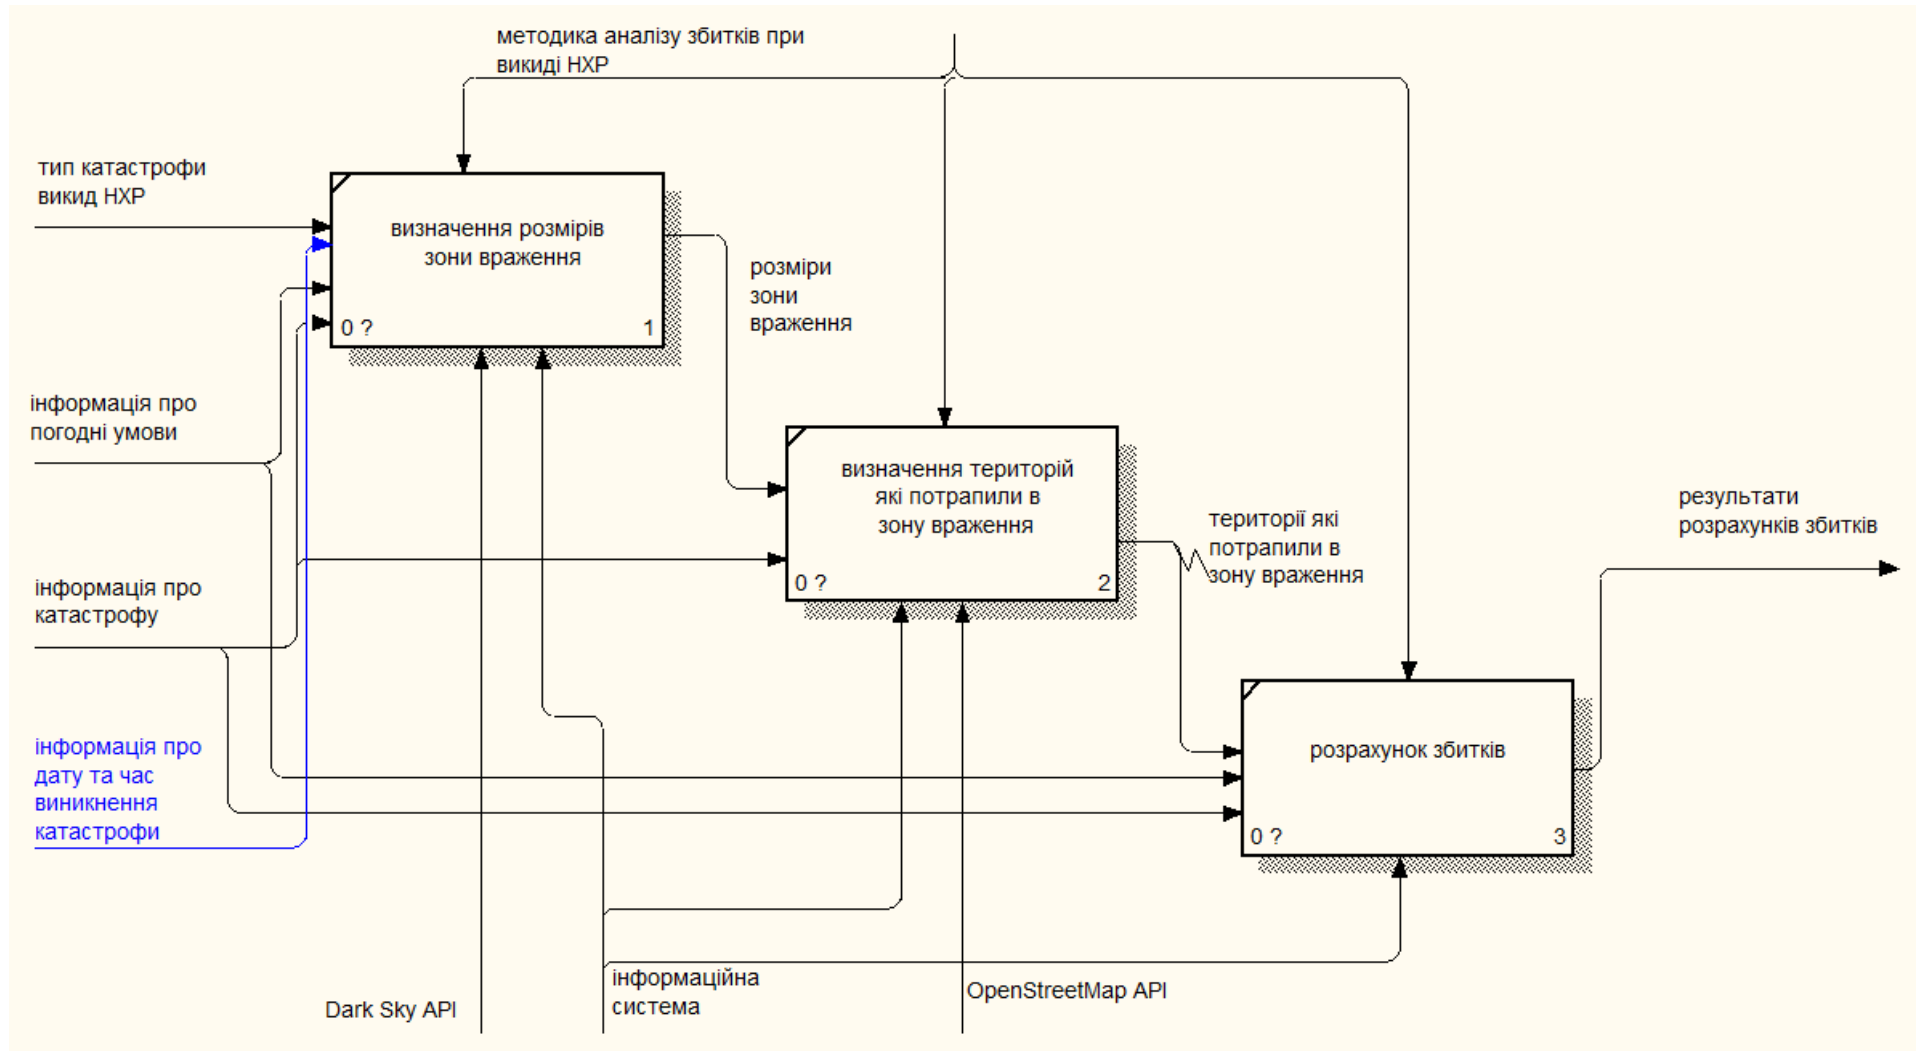 методика аналізу збитків при
викиді НХР
тип катастрофи
викид НХР
визначення розмірів
зони враження
0 ?
1
розміри
зони
враження
інформація про
погодні умови
визначення територій
які потрапили в
зону враження
0 ?
2
території які
потрапили в
зону враження
результати
розрахунків збитків
інформація про
катастрофу
інформація про
дату та час
виникнення
катастрофи
розрахунок збитків
0 ?
3
Dark Sky API
інформаційна
система
OpenStreetMap API